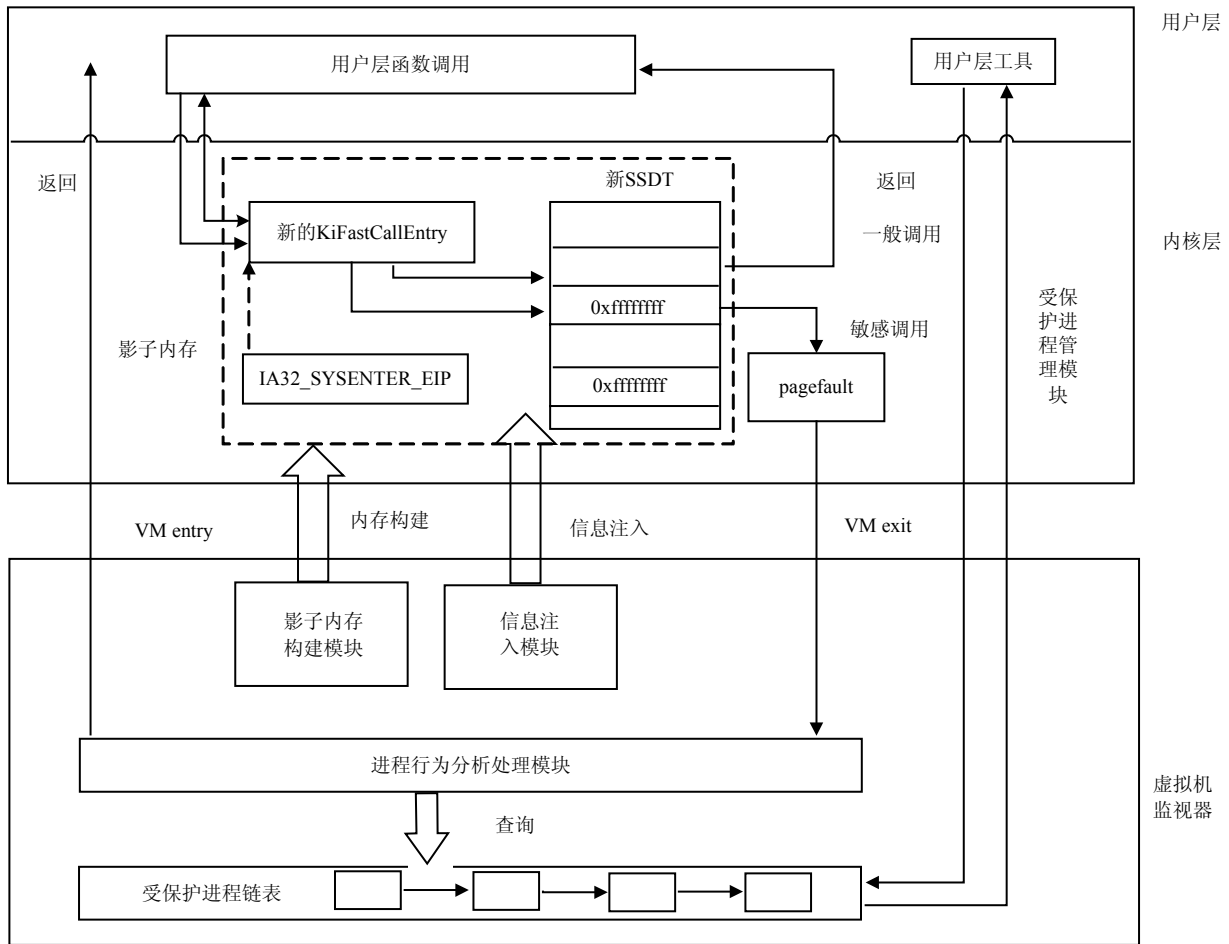 用户层
用户层函数调用
用户层工具
返回
新SSDT
返回
新的KiFastCallEntry
一般调用
内核层
0xffffffff
敏感调用
受保
护进
程管
理模
块
影子内存
IA32_SYSENTER_EIP
0xffffffff
pagefault
VM entry
内存构建
信息注入
VM exit
影子内存
构建模块
信息注
入模块
进程行为分析处理模块
虚拟机
监视器
查询
受保护进程链表